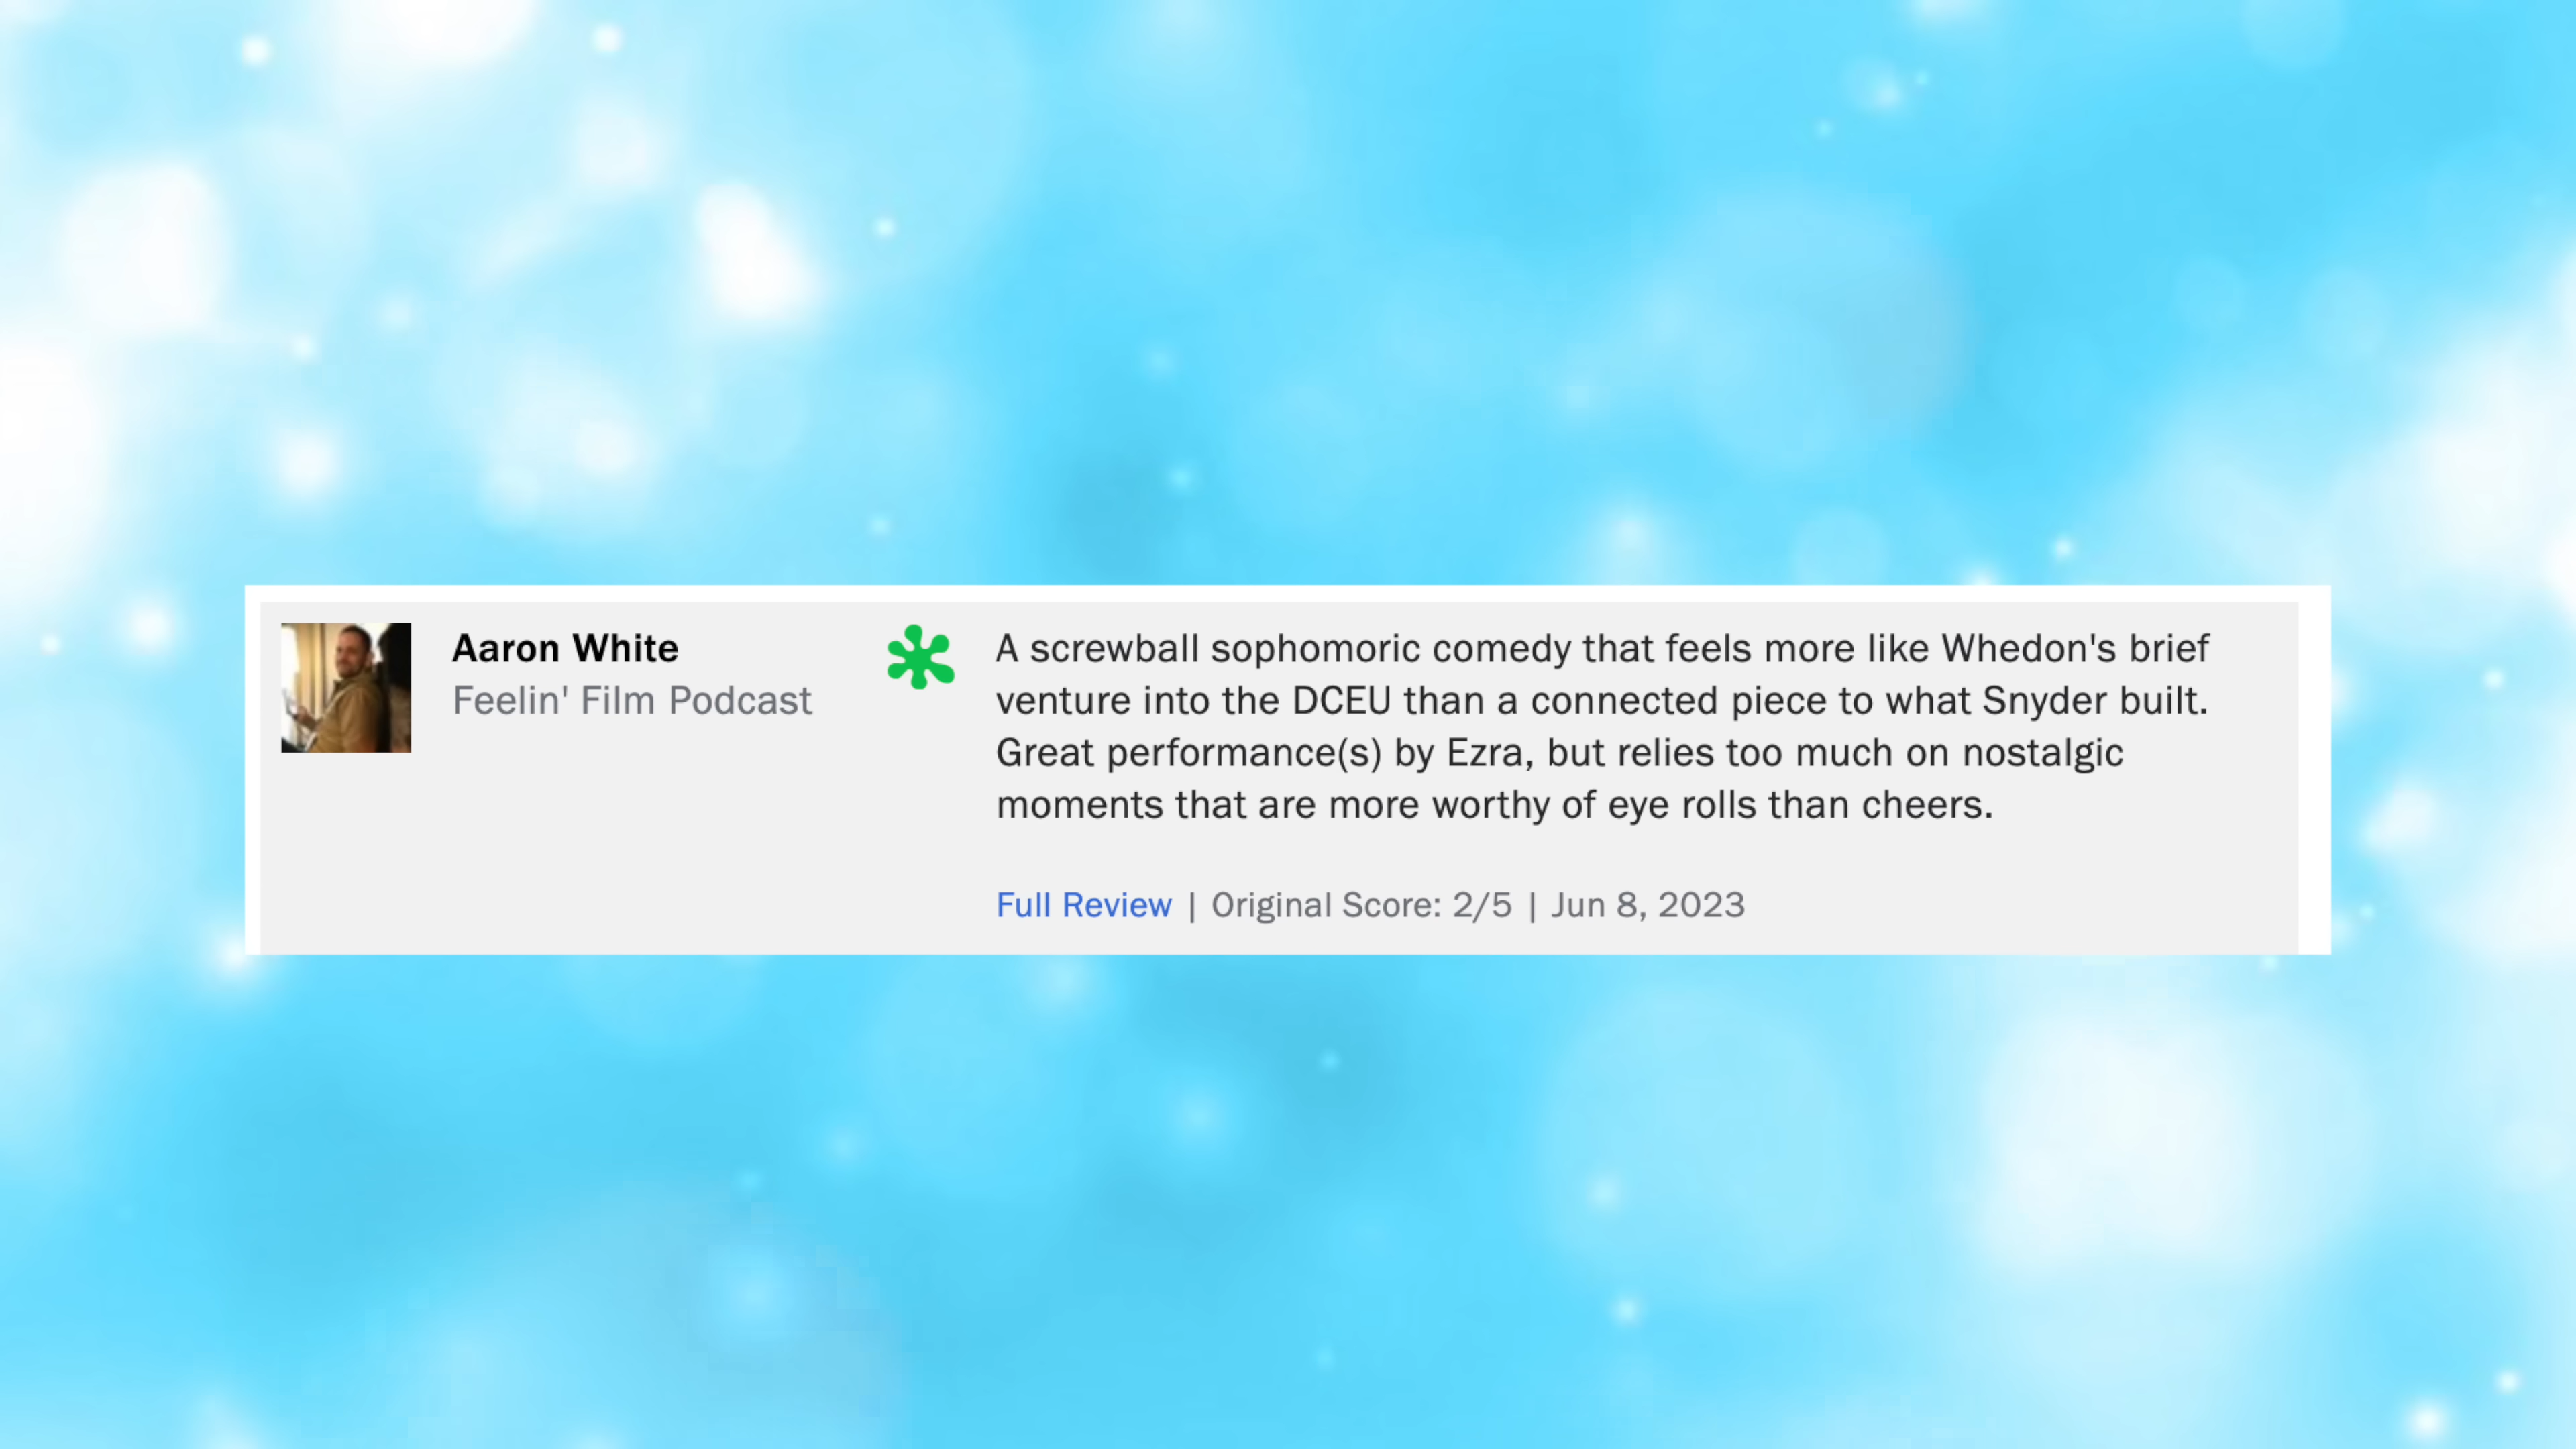 Aaron White
Feelin' Film Podcast
A screwball sophomoric comedy that feels more like Whedon's brief
venture into the DCEU than a connected piece to what Snyder built.
Great performance(s) by Ezra, but relies too much on nostalgic
moments that are more worthy of eye rolls than cheers.
Full Review | Original Score: 2/5 | Jun 8, 2023